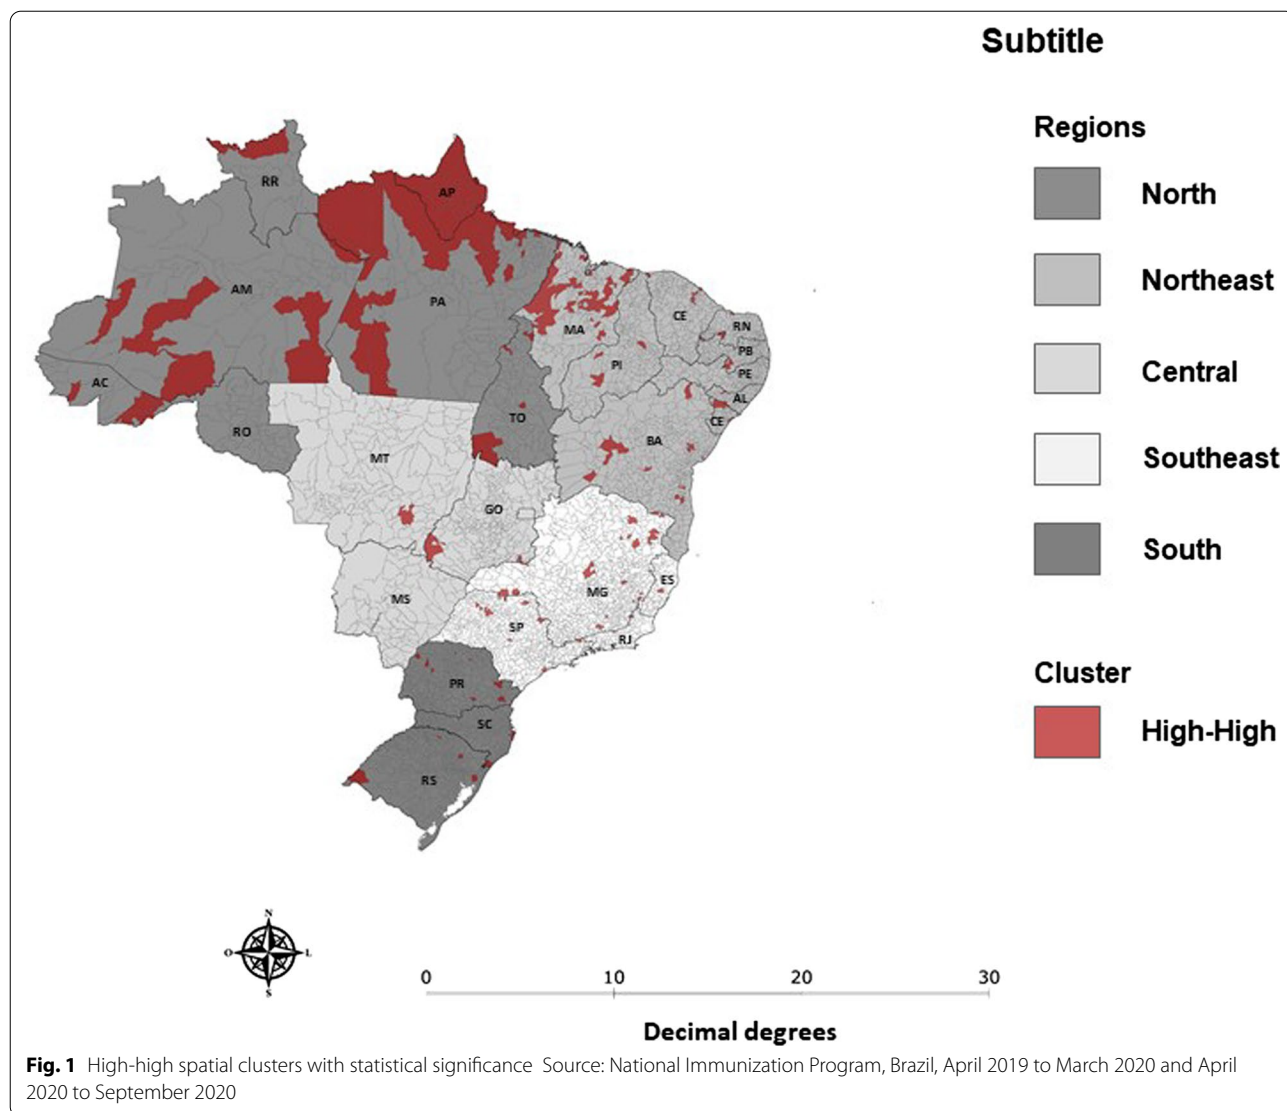 Subtitle
Regions
North
Northeast
Central
Southeast
South
Cluster
High-High
RR
AP
AM
PA
MA
CE
RN
PB
PE
AL
CE
PI
AC
TO
RO
BA
MT
GO
MS
MG
ES
SP
RJ
PR
SC
RS
N
O
L
S
0
10
20
30
Decimal degrees
Fig. 1 High-high spatial clusters with statistical significance Source: National Immunization Program, Brazil, April 2019 to March 2020 and April
2020 to September 2020